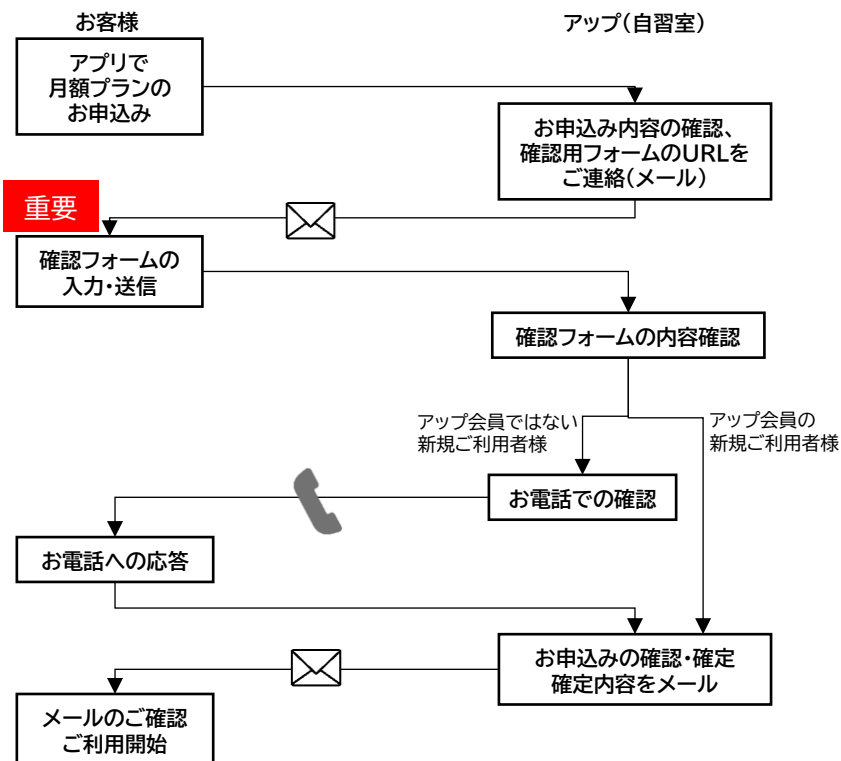 お客様
アップ(自習室)
アプリで
月額プランの
お申込み
お申込み内容の確認、
確認用フォームのURLを
ご連絡(メール)
重要
確認フォームの
入力・送信
確認フォームの内容確認
アップ会員ではない
新規ご利用者様
アップ会員の
新規ご利用者様
お電話での確認
お電話への応答
お申込みの確認・確定
確定内容をメール
メールのご確認
ご利用開始